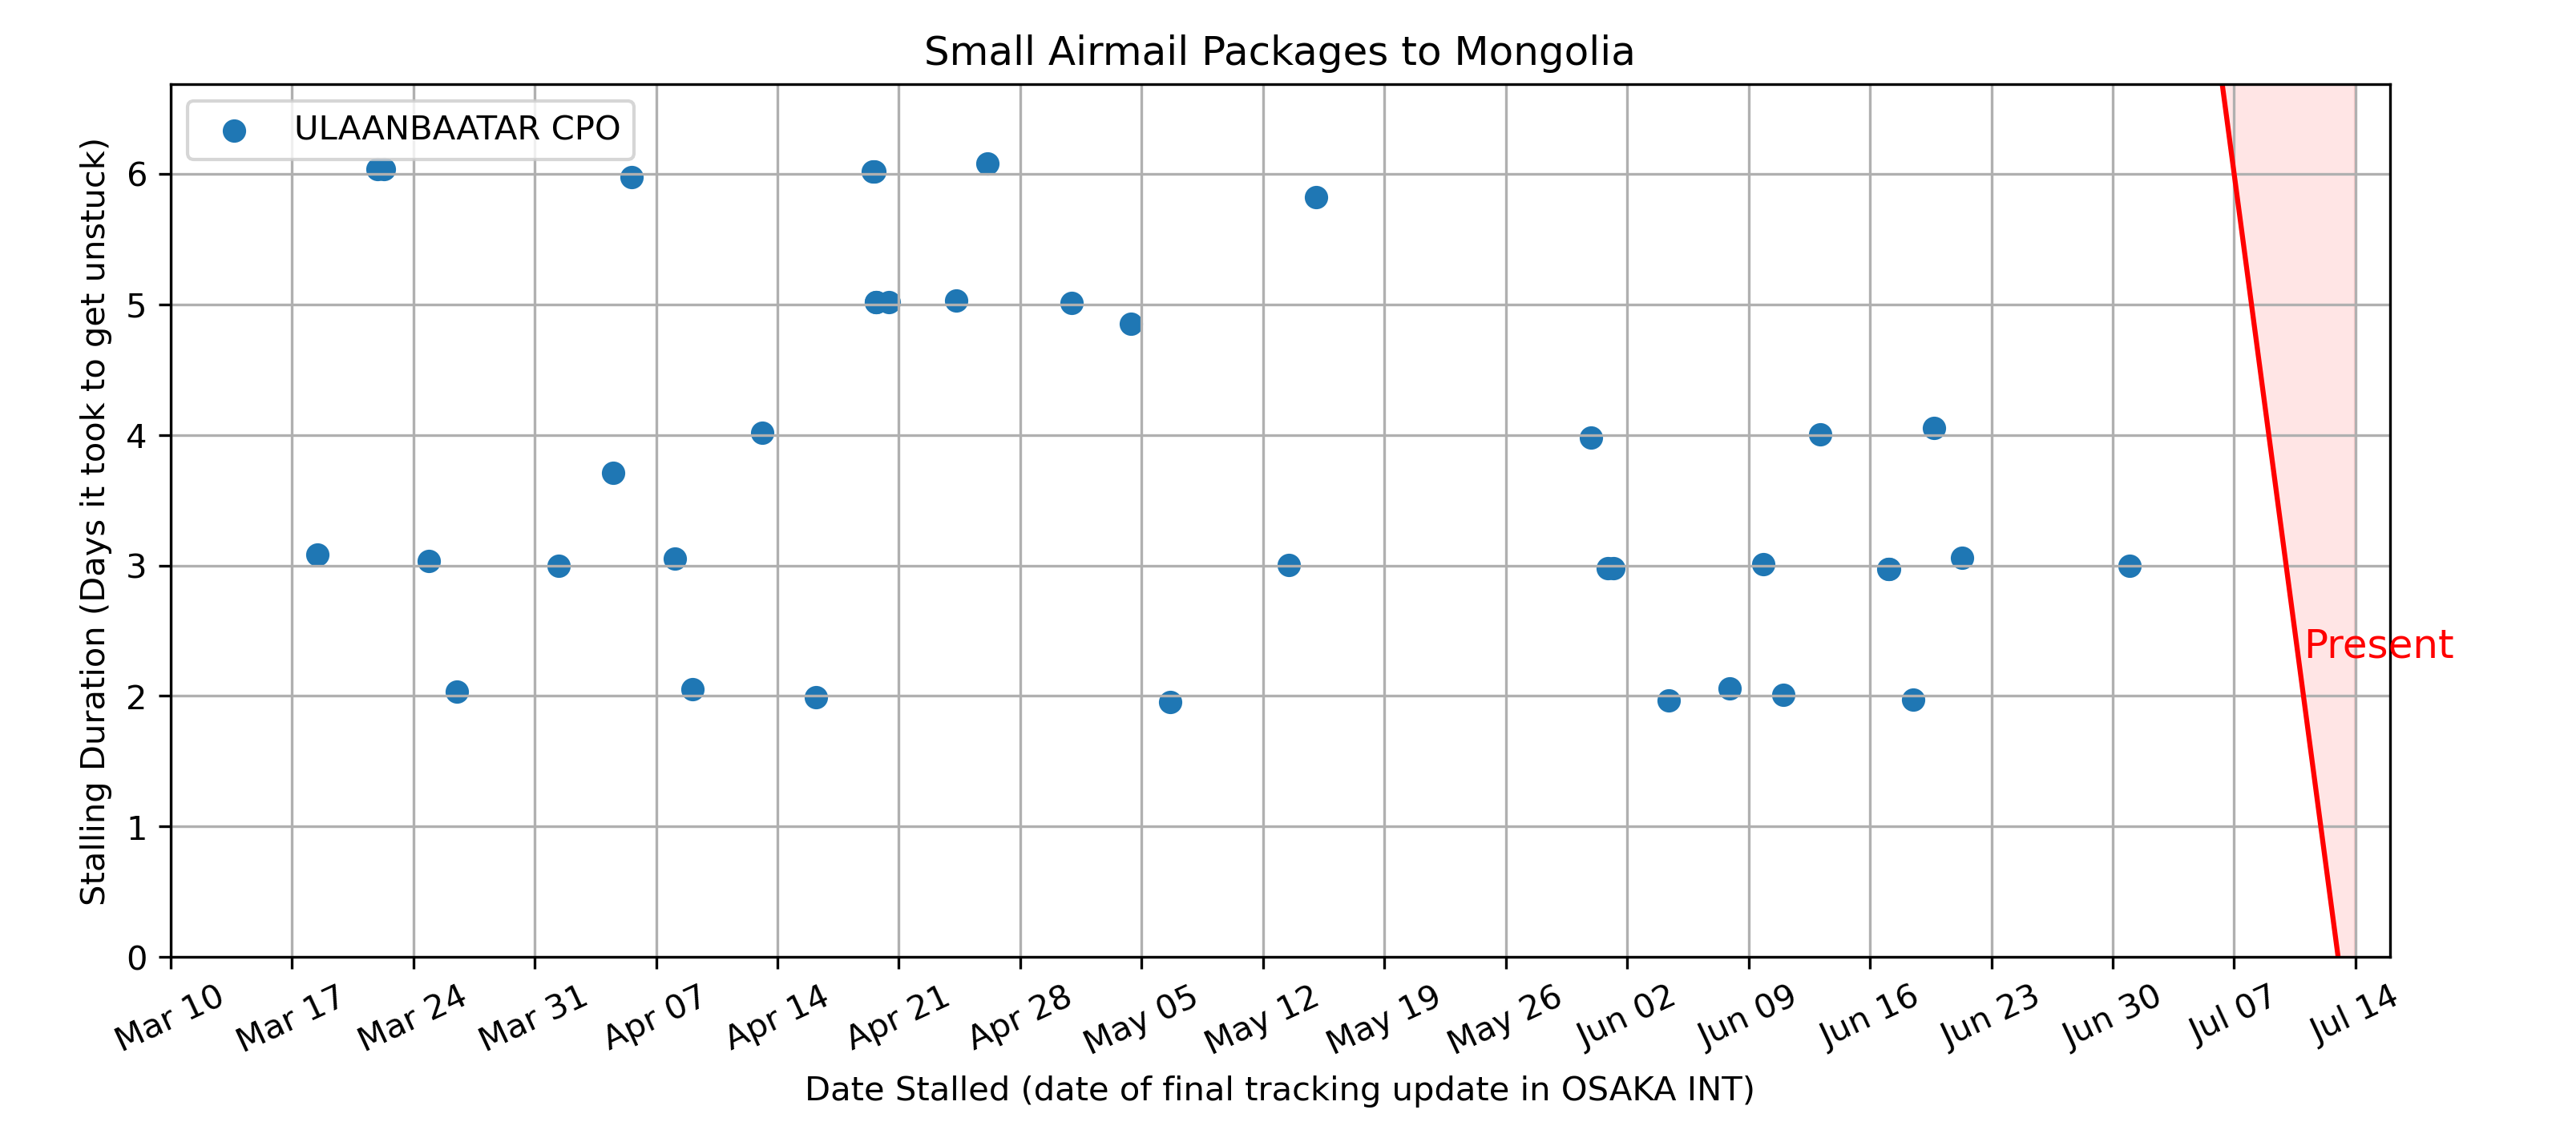 Small Airmail Packages to Mongolia
ULAANBAATAR CPO
Stalling Duration (Days it took to get unstuck)
6
5
4
3
2
1
0
Present
Mar 10
Mar 17
Mar 24
Mar 31
Apr 07
Apr 14
Apr 21
Apr 28
May 05
May 12
May 19
May 26
Jun 02
Jun 09
Jun 16
Jun 23
Jun 30
Jul 07
Jul 14
Date Stalled (date of final tracking update in OSAKA INT)